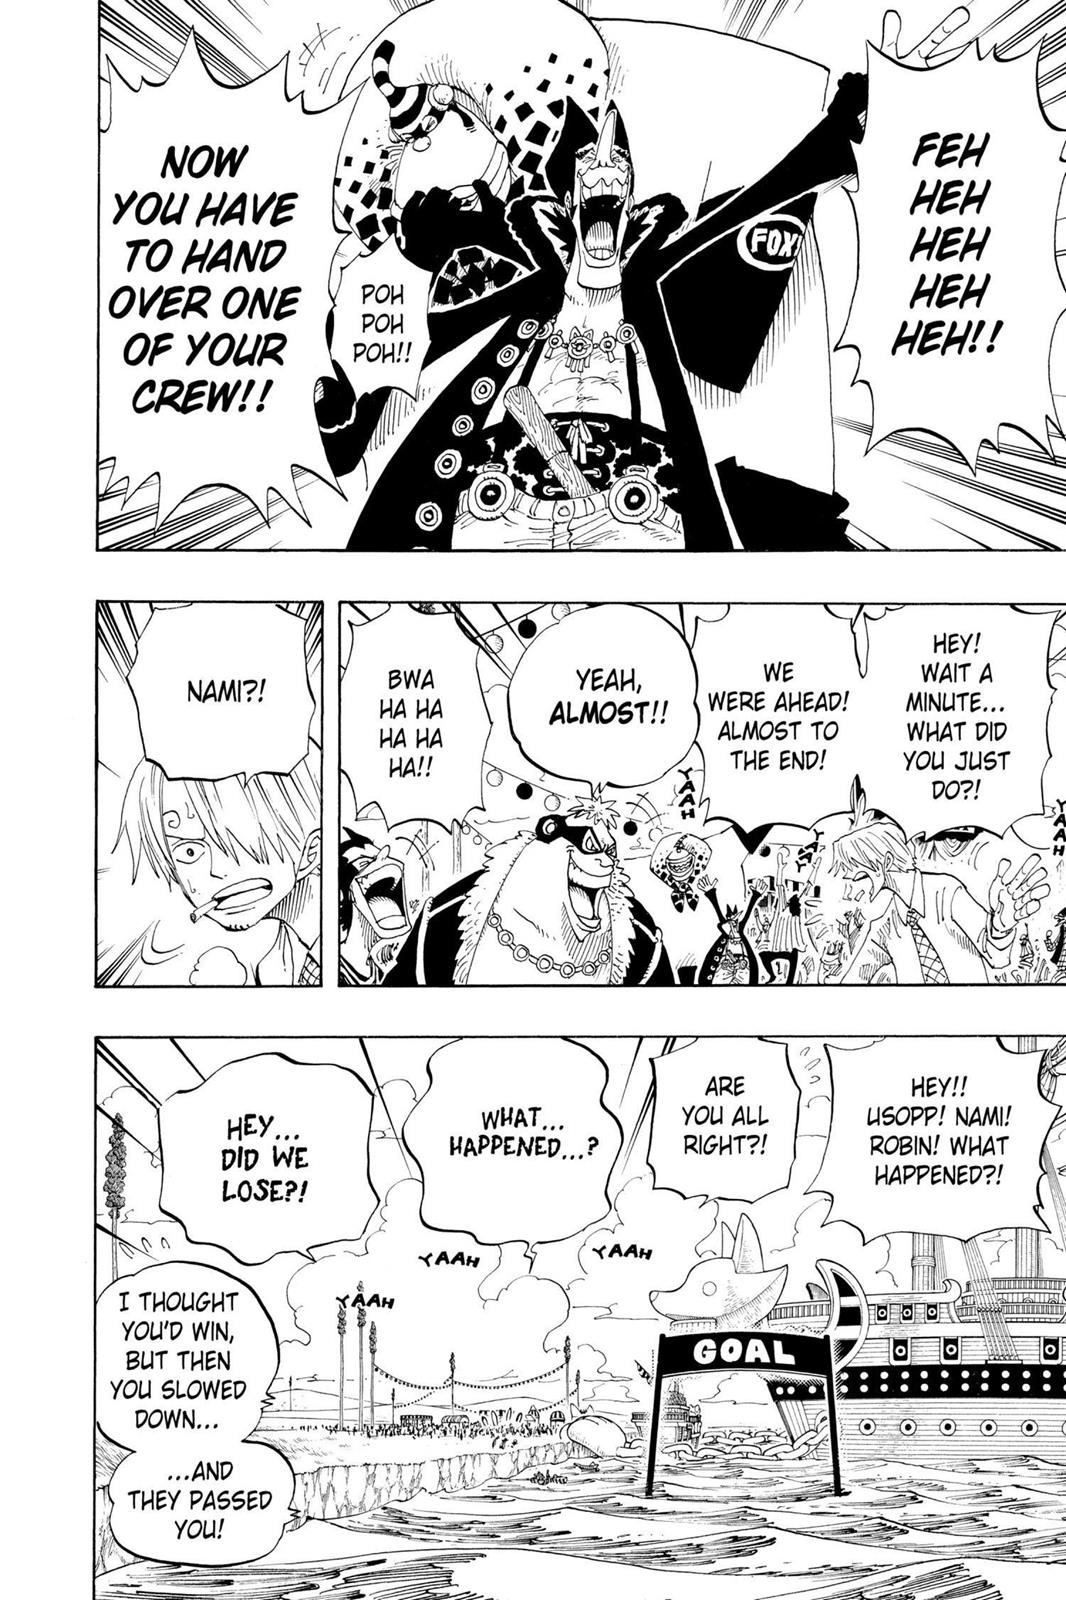 FEH
HEH
HEH
HEH
HEH!!
FOX
POH
POH
POH!!
NOW
YOU HAVE
TO HAND
OVER ONE
OF YOUR
CREW!!
HEY!
WAIT A
MINUTE...
WHAT DID
YOU JUST
DO?!
WE
WERE AHEAD!
ALMOST TO
THE END!
YEAH,
ALMOST!!
BWA
HA HA
HA HA
HA!!
YAAH
YAAH
YAAH
YAAH
NAMI?!
HEY!!
USOPP! NAMI!
ROBIN! WHAT
HAPPENED?!
ARE
YOU ALL
RIGHT?!
WHAT...
HAPPENED...?
HEY...
DID WE
LOSE?!
YAAH
YAAH
YAAH
GOAL
I THOUGHT
YOU'D WIN,
BUT THEN
YOU SLOWED
DOWN...
...AND
THEY PASSED
YOU!